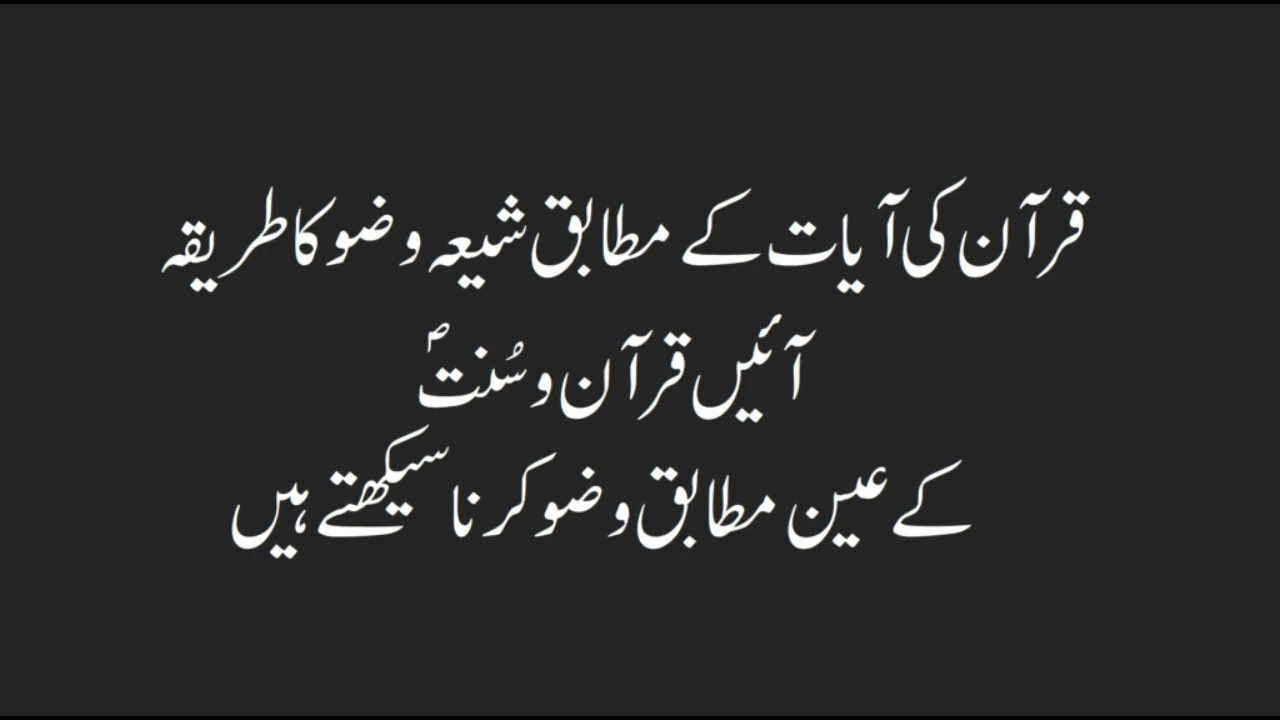 قرآن کی آیات کے مطابق شیعہ وضو کا طریقہ
آئیں قرآن و سُنتؐ
کے عین مطابق وضو کرنا سیکھتے ہیں